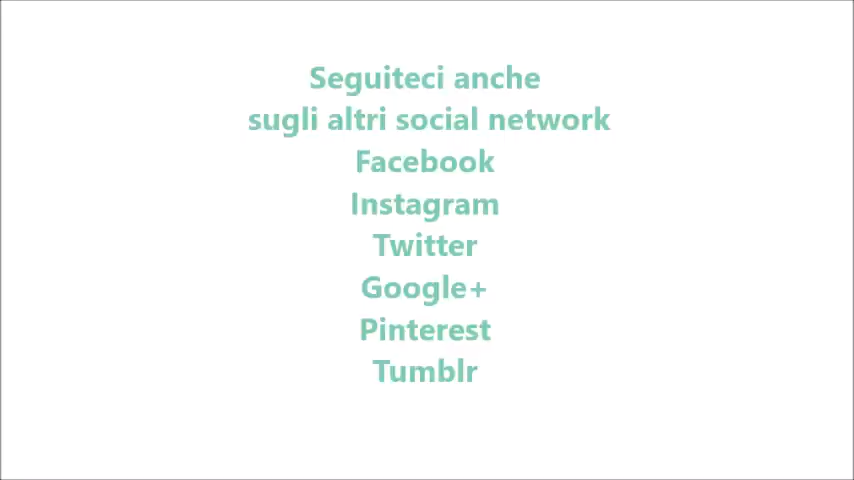 Seguiteci anche
sugli altri social network
Facebook
Instagram
Twitter
Google+
Pinterest
Tumblr